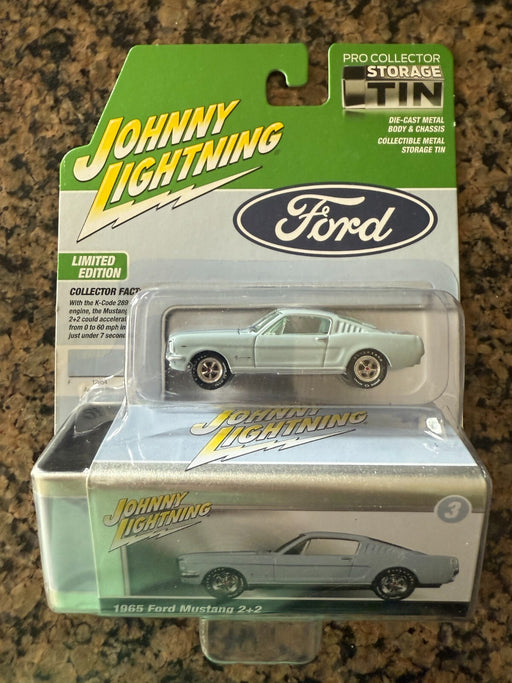 PRO COLLECTOR
STORAGE
TIN
DIE-CAST METAL
BODY & CHASSIS
COLLECTIBLE METAL
STORAGE TIN
JOHNNY
LIGHTNING
Ford
LIMITED
EDITION
COLLECTOR FACT
With the K-Code 289
engine, the Mustang
2+2 could accelerat
from 0 to 60 mph in
just under 7 second
JOHNNY
LIGHTNING
JOHNNY
LIGHTNING
3
1965 Ford Mustang 2+2